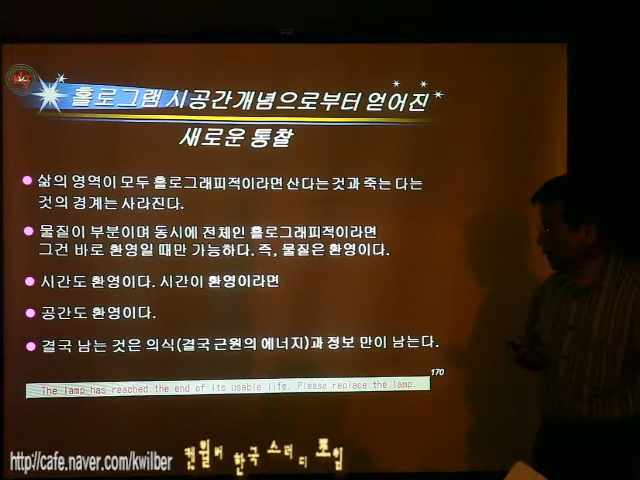 홀로그램 시공간개념으로부터 얻어진
새로운 통찰
삶의 영역이 모두 홀로그래피적이라면 산다는 것과 죽는 다는
것의 경계는 사라진다.
물질이 부분이며 동시에 전체인 홀로그래피적이라면
그건 바로 환영일 때만 가능하다. 즉, 물질은 환영이다.
시간도 환영이다. 시간이 환영이라면
공간도 환영이다.
결국 남는 것은 의식(결국 근원의 에너지)과 정보 만이 남는다.
170
The lamp has reached the end of its usable life. Please replace the lamp.
http://cafe.naver.com/kwilber
켄윌버 한국 스터디 모임